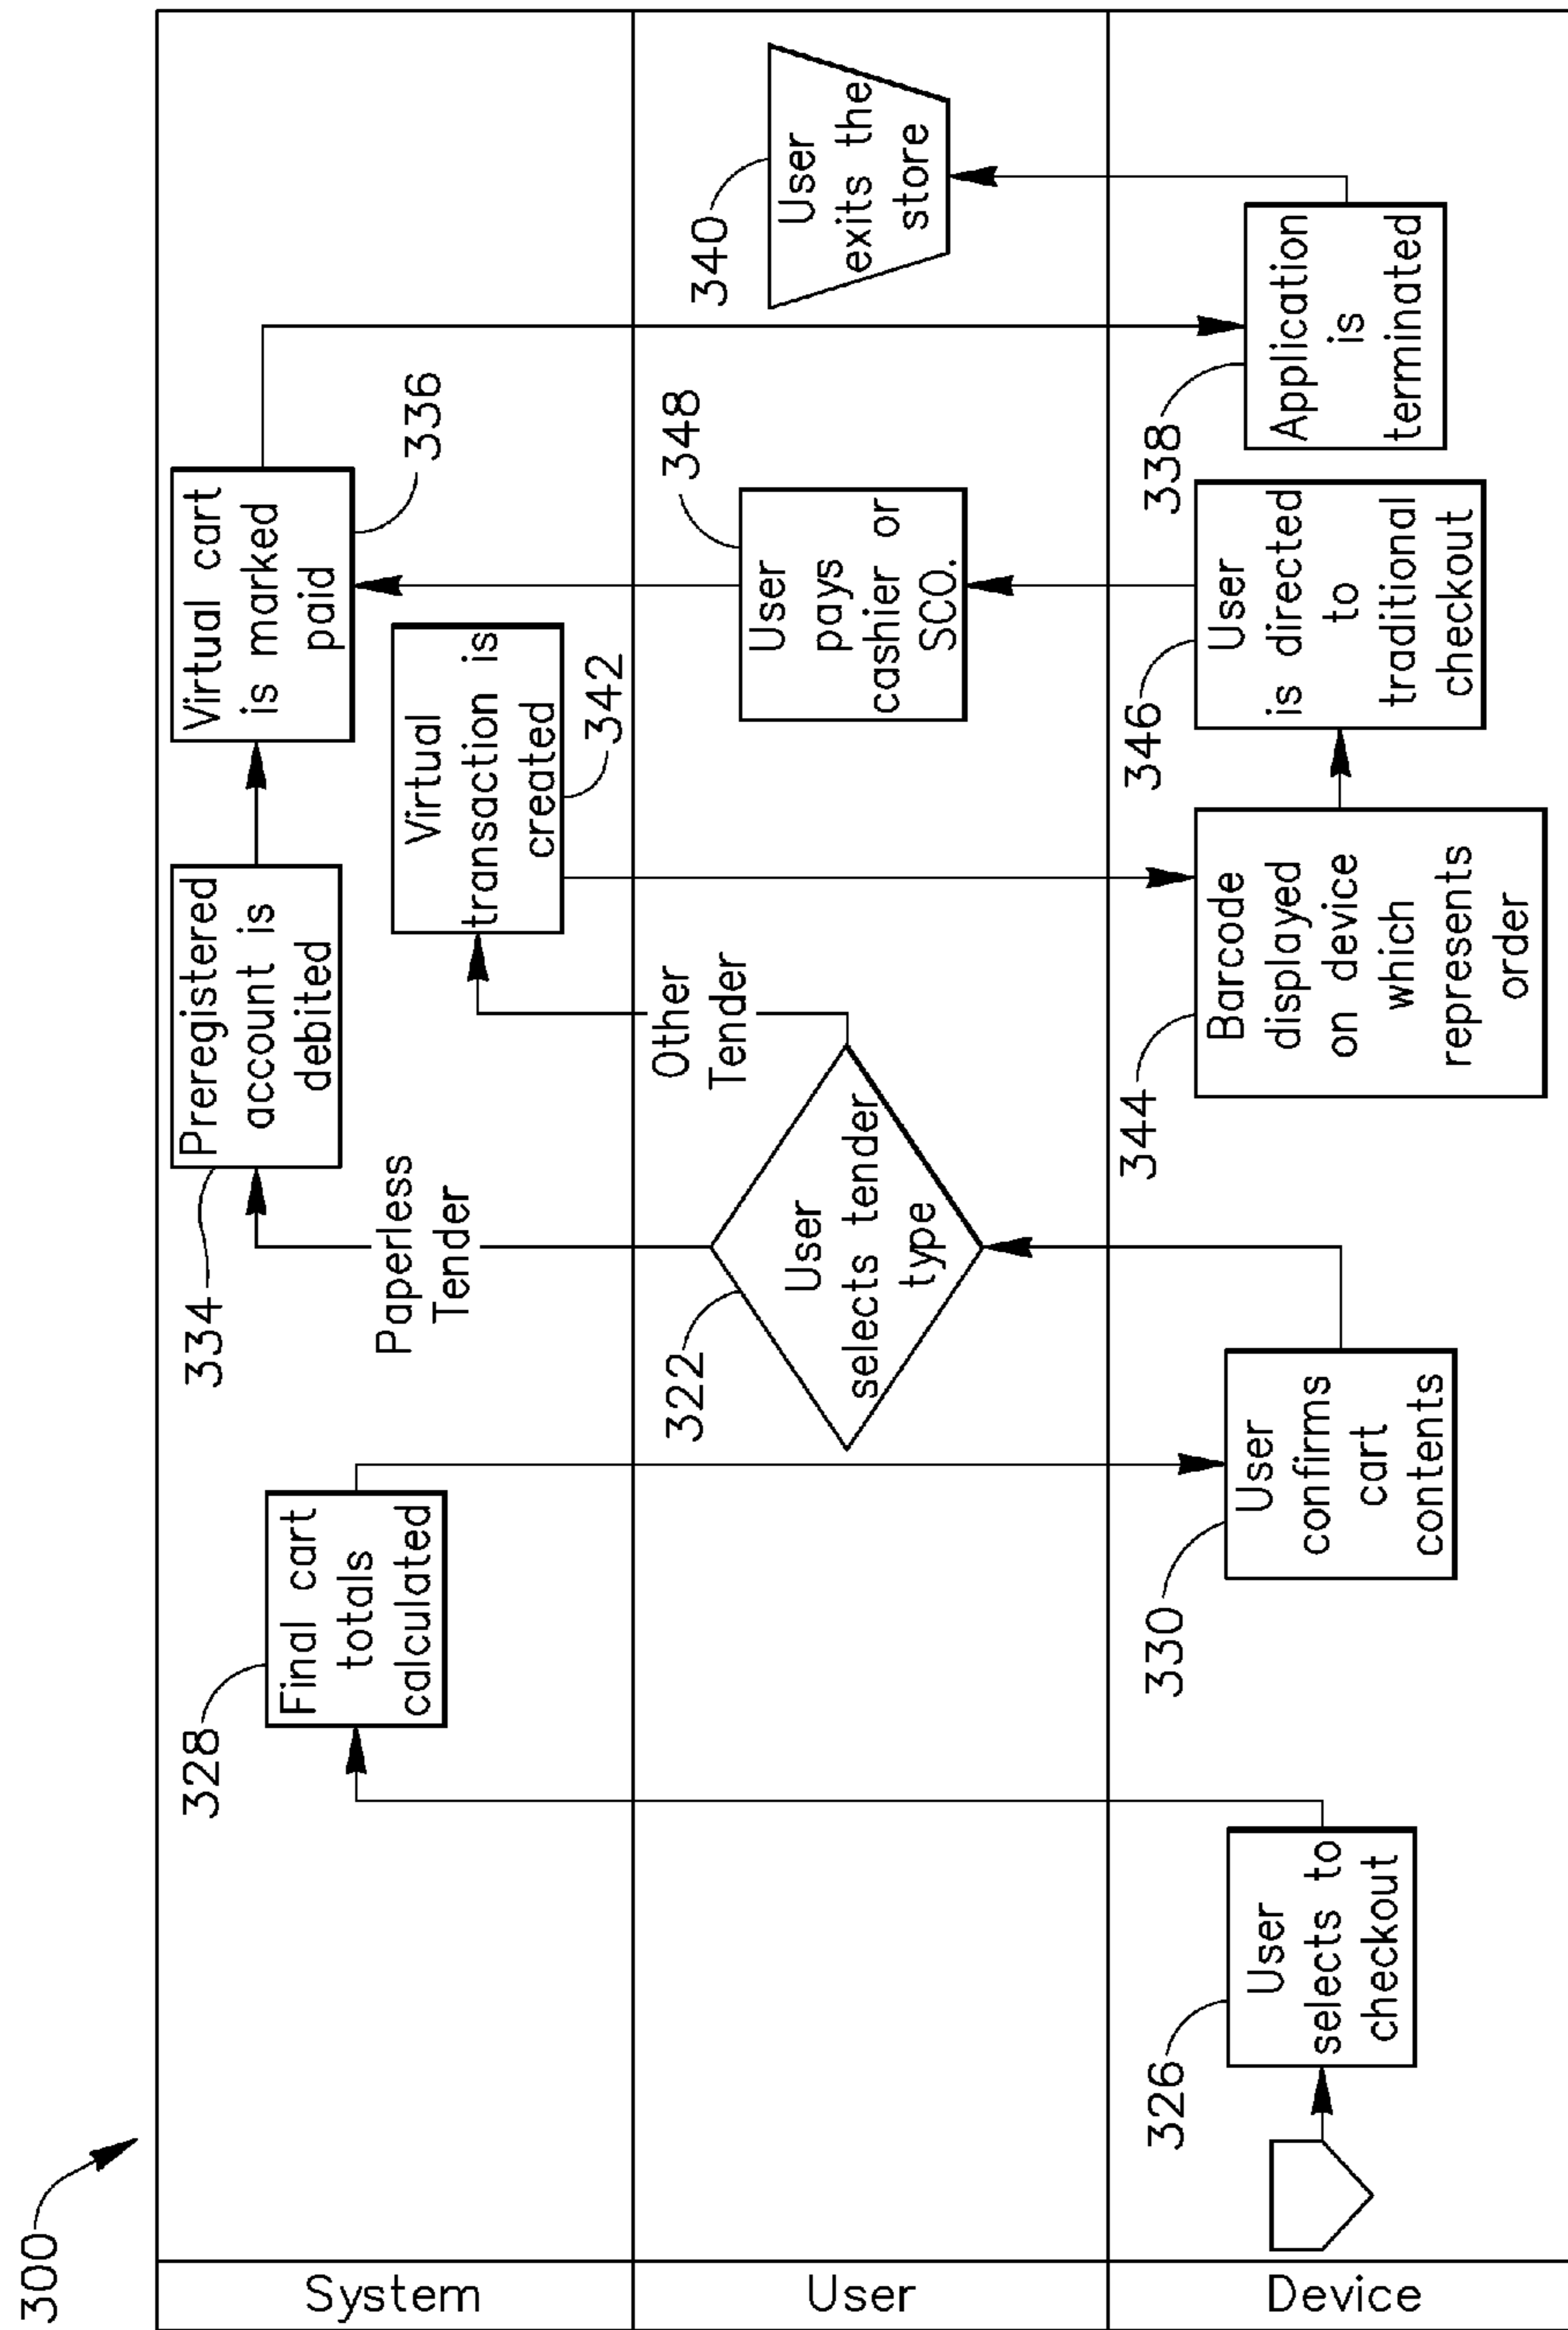 300
System
328
Final cart
totals
calculated
334
Preregistered
account is
debited
Virtual cart
is marked
paid
336
Paperless
Tender
Virtual
transaction is
created
342
User
322
User
selects tender
type
Other
Tender
348
User
pays
cashier or
SCO.
340
User
exits the
store
Device
326
User
selects to
checkout
330
User
confirms
cart
contents
344
Barcode
displayed
on device
which
represents
order
346
User
is directed
to
traditional
checkout
338
Application
is
terminated